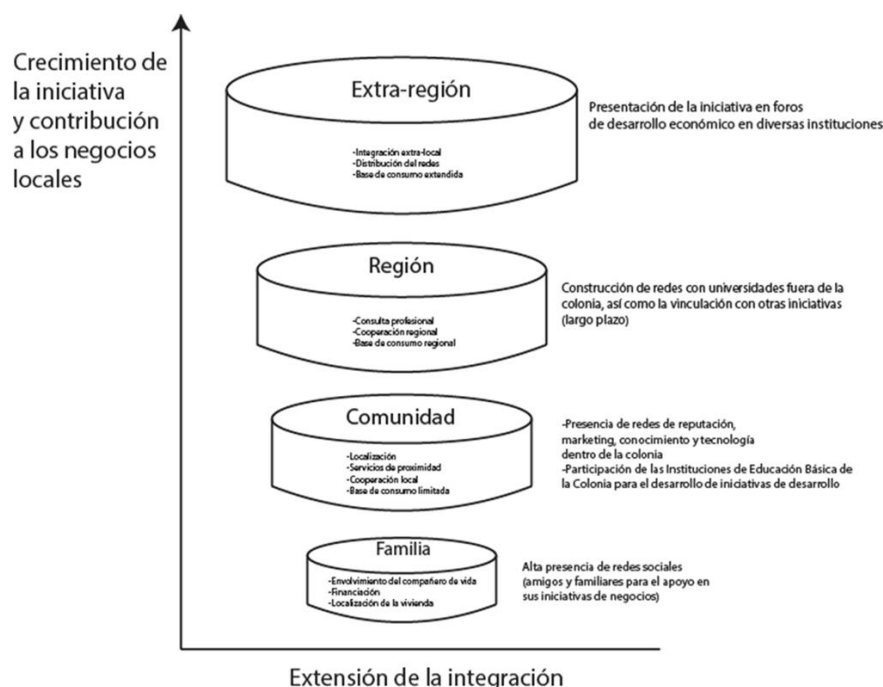 Crecimiento de
la iniciativa
y contribución
a los negocios
locales
Extra-región
-Integración extra-local
-Distribución del redes
-Base de consumo extendida
Presentación de la iniciativa en foros
de desarrollo económico en diversas instituciones
Región
-Consulta profesional
-Cooperación regional
-Base de consumo regional
Construcción de redes con universidades fuera de la
colonia, así como la vinculación con otras iniciativas
(largo plazo)
Comunidad
-Localización
-Servicios de proximidad
-Cooperación local
-Base de consumo limitada
-Presencia de redes de reputación,
marketing, conocimiento y tecnología
dentro de la colonia
-Participación de las Instituciones de Educación Básica de
la Colonia para el desarrollo de iniciativas de desarrollo
Familia
-Envolvimiento del compañero de vida
-Financiación
-Localización de la vivienda
Alta presencia de redes sociales
(amigos y familiares para el apoyo en
sus iniciativas de negocios)
Extensión de la integración